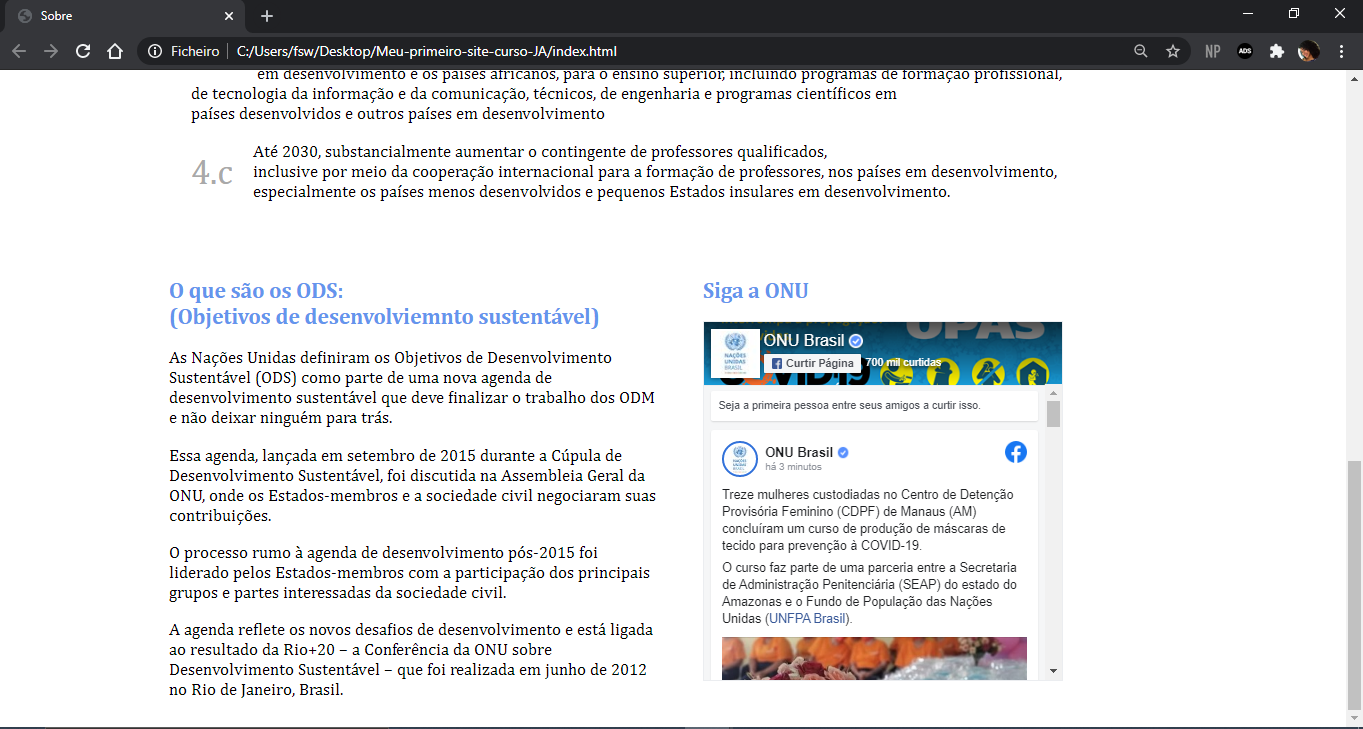 Sobre
Ficheiro
C:/Users/fsw/Desktop/Meu-primeiro-site-curso-JA/index.html
NP
ADS
em desenvolvimento e os países africanos, para o ensino superior, incluindo programas de formação profissional,
de tecnologia da informação e da comunicação, técnicos, de engenharia e programas científicos em
países desenvolvidos e outros países em desenvolvimento
4.c
Até 2030, substancialmente aumentar o contingente de professores qualificados,
inclusive por meio da cooperação internacional para a formação de professores, nos países em desenvolvimento,
especialmente os países menos desenvolvidos e pequenos Estados insulares em desenvolvimento.
O que são os ODS:
(Objetivos de desenvolviemnto sustentável)
As Nações Unidas definiram os Objetivos de Desenvolvimento
Sustentável (ODS) como parte de uma nova agenda de
desenvolvimento sustentável que deve finalizar o trabalho dos ODM
e não deixar ninguém para trás.
Essa agenda, lançada em setembro de 2015 durante a Cúpula de
Desenvolvimento Sustentável, foi discutida na Assembleia Geral da
ONU, onde os Estados-membros e a sociedade civil negociaram suas
contribuições.
O processo rumo à agenda de desenvolvimento pós-2015 foi
liderado pelos Estados-membros com a participação dos principais
grupos e partes interessadas da sociedade civil.
A agenda reflete os novos desafios de desenvolvimento e está ligada
ao resultado da Rio+20 – a Conferência da ONU sobre
Desenvolvimento Sustentável – que foi realizada em junho de 2012
no Rio de Janeiro, Brasil.
Siga a ONU
OPAS
NAÇÕES
UNIDAS
BRASIL
ONU Brasil
Curtir Página
700 mil curtidas
COVID19
Seja a primeira pessoa entre seus amigos a curtir isso.
ONU Brasil
há 3 minutos
Treze mulheres custodiadas no Centro de Detenção
Provisória Feminino (CDPF) de Manaus (AM)
concluíram um curso de produção de máscaras de
tecido para prevenção à COVID-19.
O curso faz parte de uma parceria entre a Secretaria
de Administração Penitenciária (SEAP) do estado do
Amazonas e o Fundo de População das Nações
Unidas (UNFPA Brasil).